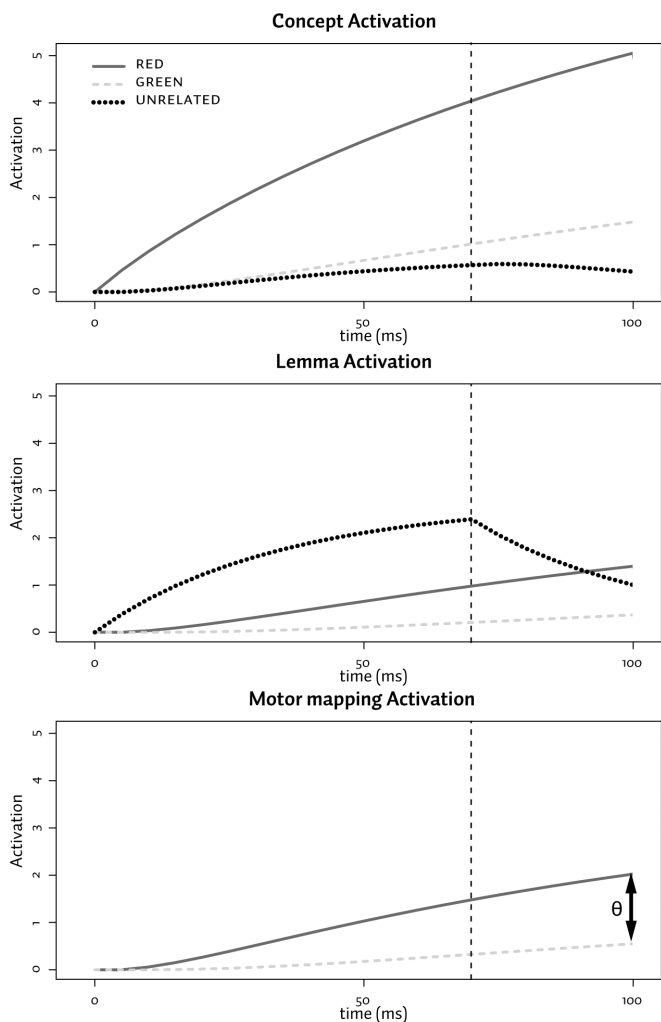 Concept Activation
5
4
3
2
1
0
Activation
RED
GREEN
UNRELATED
0
50
100
time (ms)
Lemma Activation
5
4
3
2
1
0
Activation
0
50
100
time (ms)
Motor mapping Activation
5
4
3
2
1
0
Activation
θ
0
50
100
time (ms)